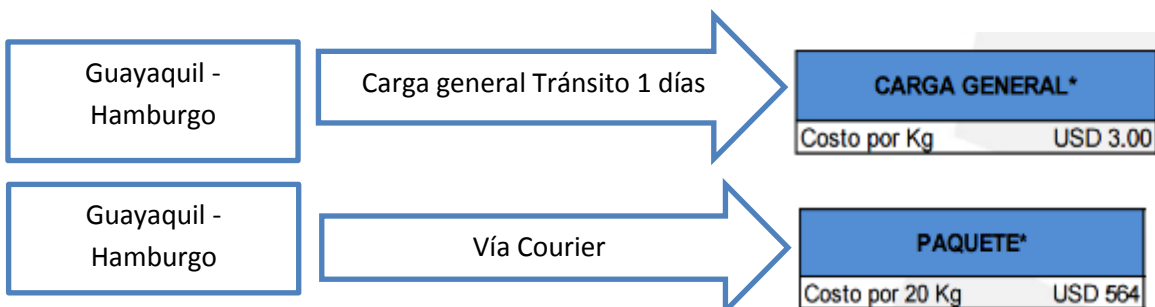 Guayaquil -
Hamburgo
Carga general Tránsito 1 días
CARGA GENERAL*
Costo por Kg USD 3.00
Guayaquil -
Hamburgo
Vía Courier
PAQUETE*
Costo por 20 Kg USD 564